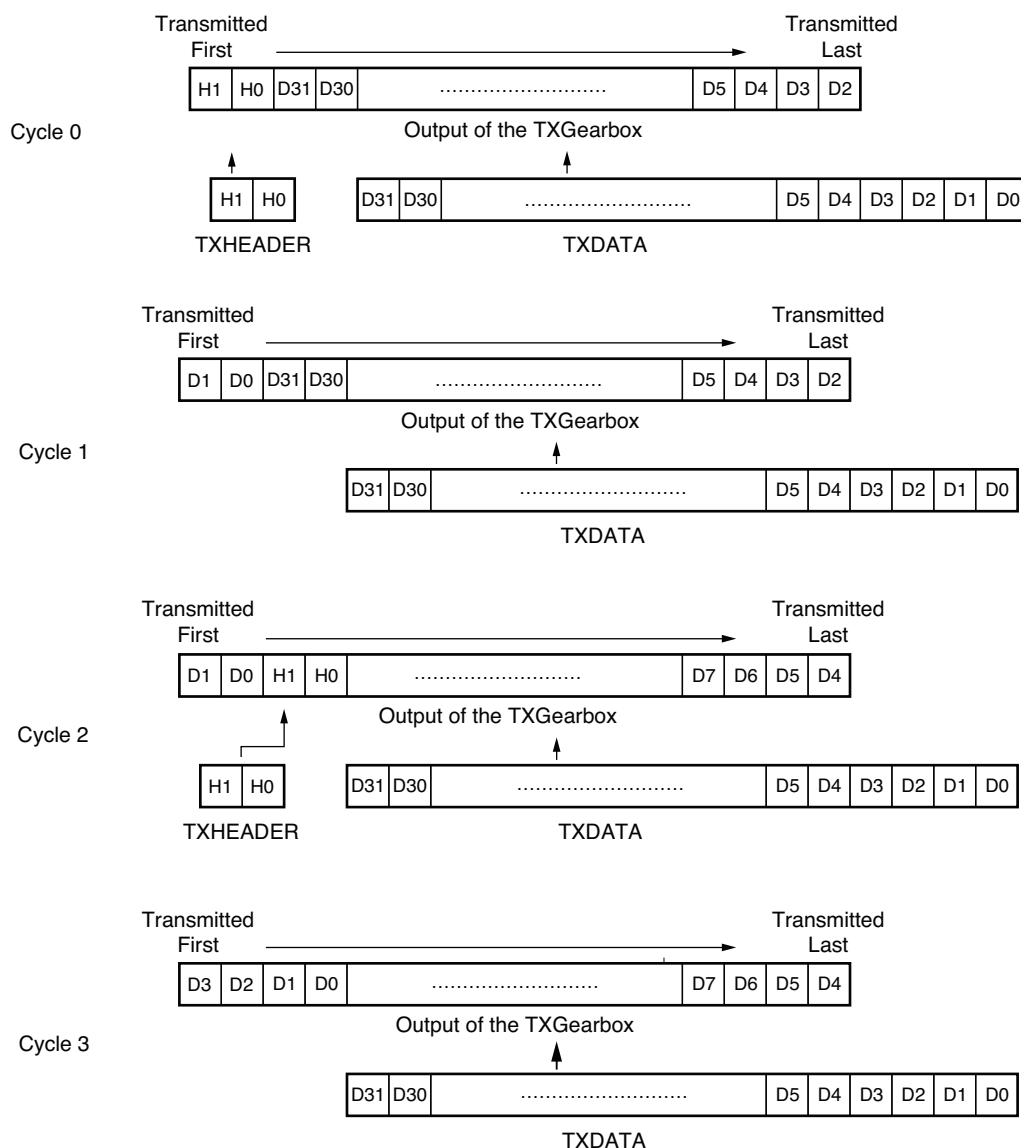 Transmitted First
Transmitted Last
H1 H0 D31 D30 ............................ D5 D4 D3 D2
Cycle 0
Output of the TXGearbox
H1 H0
D31 D30 ............................ D5 D4 D3 D2 D1 D0
TXHEADER
TXDATA
Transmitted First
Transmitted Last
D1 D0 D31 D30 ............................ D5 D4 D3 D2
Output of the TXGearbox
Cycle 1
D31 D30 ............................ D5 D4 D3 D2 D1 D0
TXDATA
Transmitted First
Transmitted Last
D1 D0 H1 H0 ............................ D7 D6 D5 D4
Output of the TXGearbox
Cycle 2
H1 H0
D31 D30 ............................ D5 D4 D3 D2 D1 D0
TXHEADER
TXDATA
Transmitted First
Transmitted Last
D3 D2 D1 D0 ............................ D7 D6 D5 D4
Output of the TXGearbox
Cycle 3
D31 D30 ............................ D5 D4 D3 D2 D1 D0
TXDATA